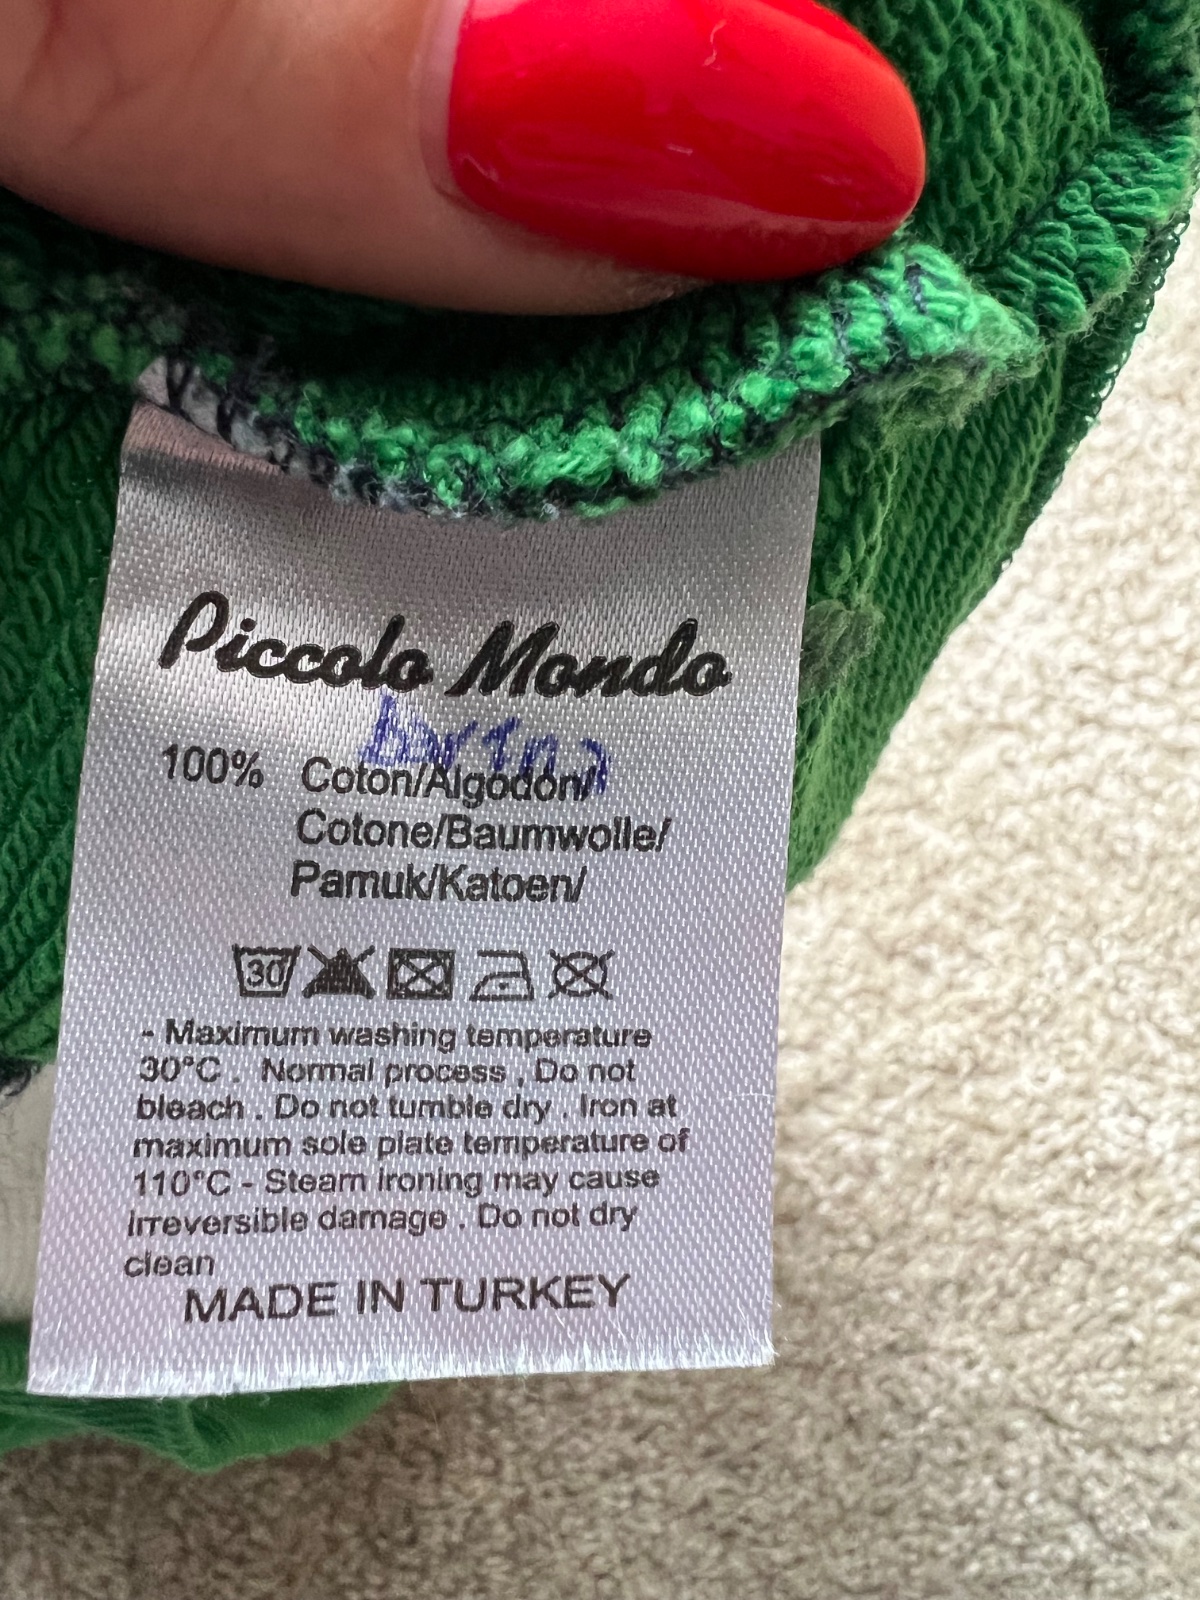 Piccolo Mondo
100% Coton/Algodon/
Cotone/Baumwolle/
Pamuk/Katoen/
30
- Maximum washing temperature
30°C . Normal process , Do not
bleach . Do not tumble dry . Iron at
maximum sole plate temperature of
110°C - Steam ironing may cause
irreversible damage . Do not dry
clean
MADE IN TURKEY